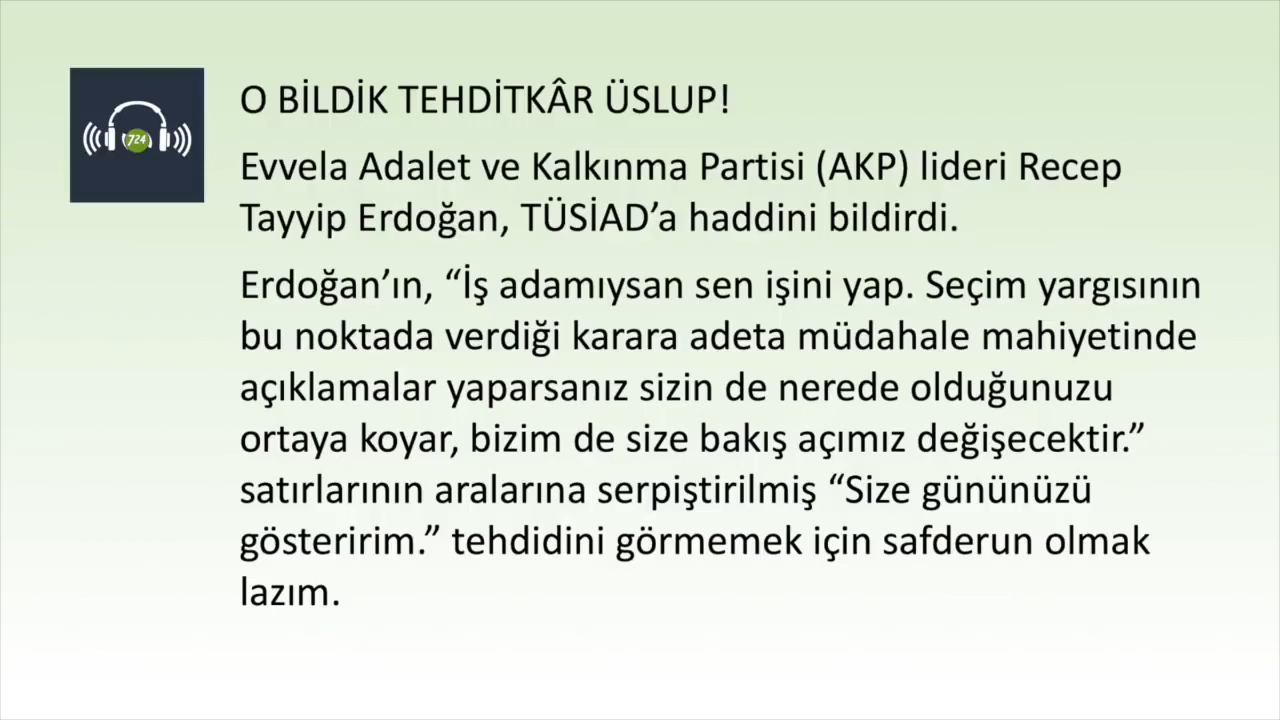 724
O BİLDİK TEHDİTKÂR ÜSLUP!
Evvela Adalet ve Kalkınma Partisi (AKP) lideri Recep
Tayyip Erdoğan, TÜSİAD’a haddini bildirdi.
Erdoğan’ın, “İş adamıysan sen işini yap. Seçim yargısının
bu noktada verdiği karara adeta müdahale mahiyetinde
açıklamalar yaparsanız sizin de nerede olduğunuzu
ortaya koyar, bizim de size bakış açımız değişecektir.”
satırlarının aralarına serpiştirilmiş “Size gününüzü
gösteririm.” tehdidini görmemek için safderun olmak
lazım.